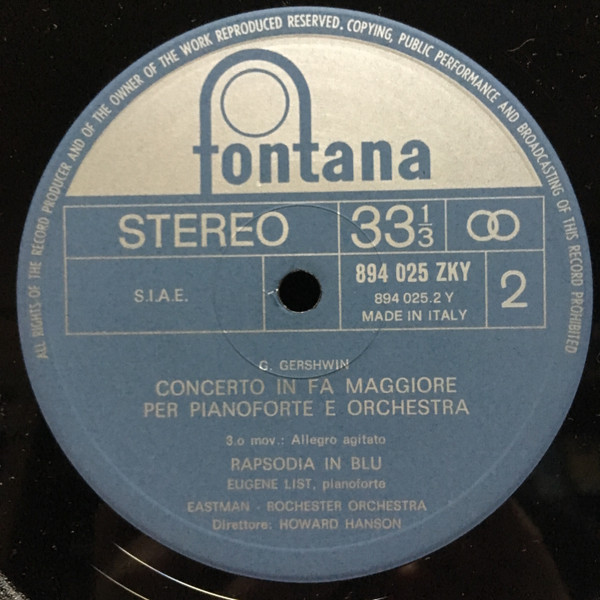 ALL RIGHTS OF THE RECORD PRODUCER AND OF THE OWNER OF THE WORK REPRODUCED RESERVED. COPYING, PUBLIC PERFORMANCE AND BROADCASTING OF THIS RECORD PROHIBITED
fontana
STEREO 33 1/3
894 025 ZKY
S.I.A.E. 894 025.2 Y 2
MADE IN ITALY
G. GERSHWIN
CONCERTO IN FA MAGGIORE
PER PIANOFORTE E ORCHESTRA
3.o mov.: Allegro agitato
RAPSODIA IN BLU
EUGENE LIST, pianoforte
EASTMAN - ROCHESTER ORCHESTRA
Direttore: HOWARD HANSON